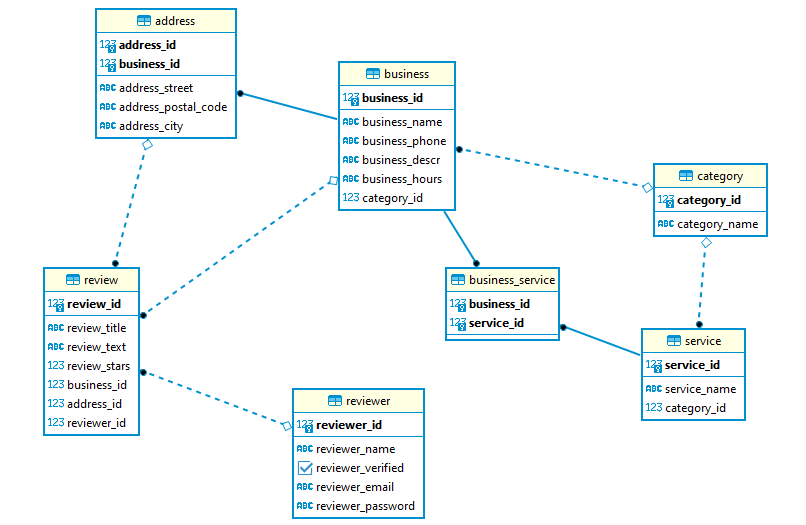 address
123 address_id
123 business_id
ABC address_street
ABC address_postal_code
ABC address_city
business
123 business_id
ABC business_name
ABC business_phone
ABC business_descr
ABC business_hours
123 category_id
category
123 category_id
ABC category_name
review
123 review_id
ABC review_title
ABC review_text
123 review_stars
123 business_id
123 address_id
123 reviewer_id
business_service
123 business_id
123 service_id
service
123 service_id
ABC service_name
123 category_id
reviewer
123 reviewer_id
ABC reviewer_name
reviewer_verified
ABC reviewer_email
ABC reviewer_password